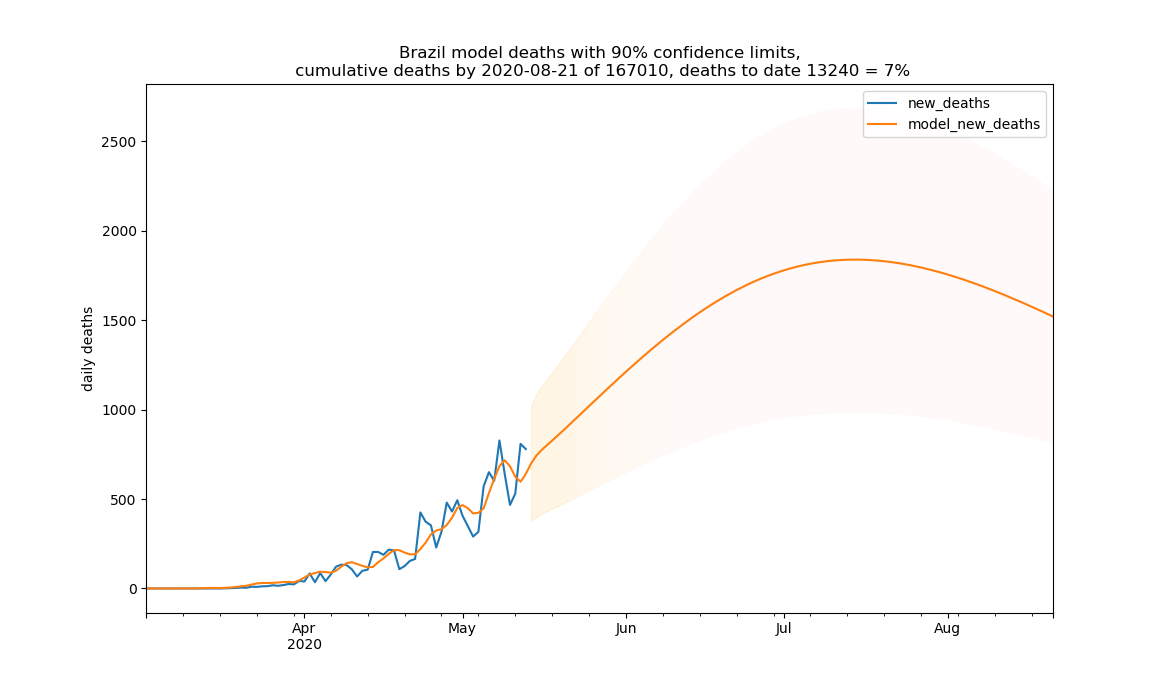 Brazil model deaths with 90% confidence limits,
cumulative deaths by 2020-08-21 of 167010, deaths to date 13240 = 7%
new_deaths
model_new_deaths
2500
2000
1500
1000
500
0
daily deaths
Apr
2020
May
Jun
Jul
Aug